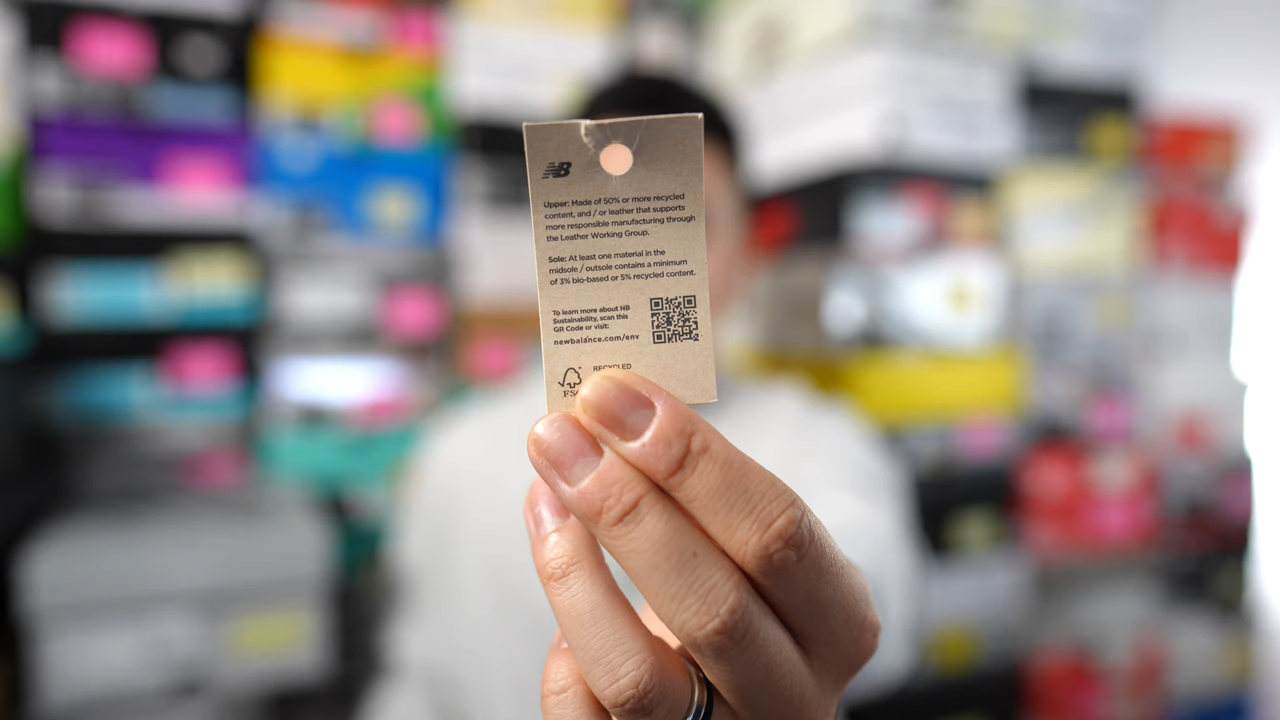 NB
Upper: Made of 50% or more recycled
content, and / or leather that supports
more responsible manufacturing through
the Leather Working Group.
Sole: At least one material in the
midsole / outsole contains a minimum
of 3% bio-based or 5% recycled content.
To learn more about NB
Sustainability, scan this
QR Code or visit:
newbalance.com/env
RECYCLED
FSC